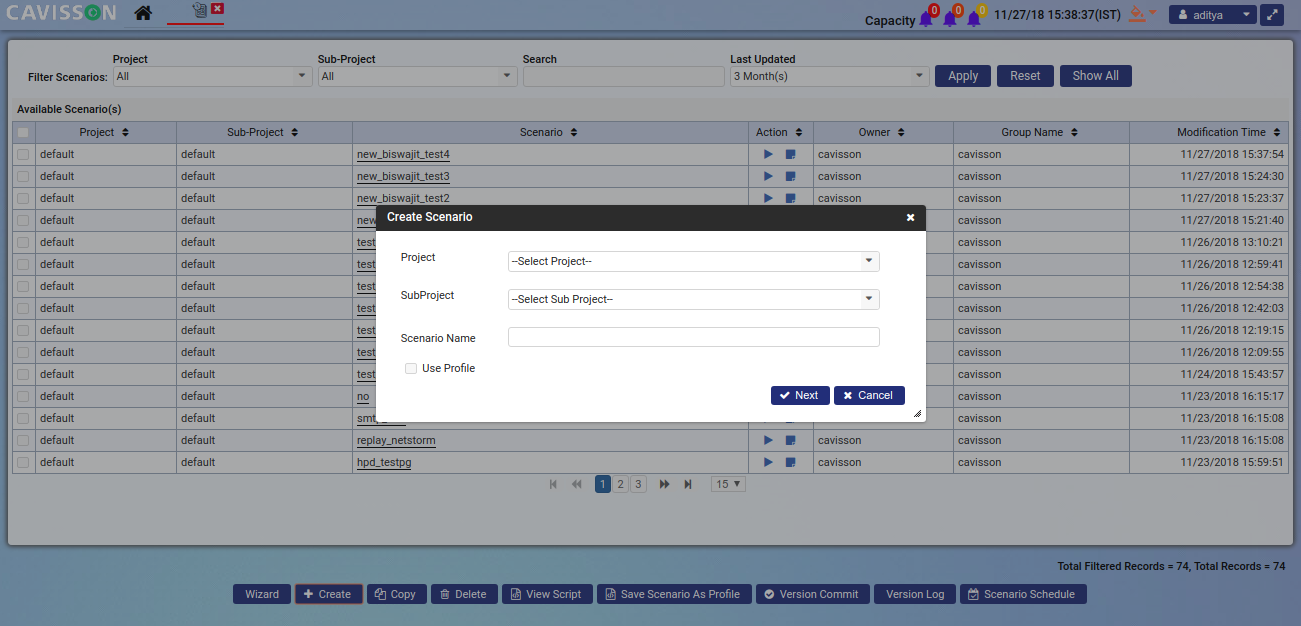 CAVISSON
Capacity 0 0 0 11/27/18 15:38:37(IST) aditya
Project Sub-Project Search Last Updated
Filter Scenarios: All All 3 Month(s) Apply Reset Show All
Available Scenario(s)
Project Sub-Project Scenario Action Owner Group Name Modification Time
default default new_biswajit_test4 cavisson cavisson 11/27/2018 15:37:54
default default new_biswajit_test3 cavisson cavisson 11/27/2018 15:24:30
default default new_biswajit_test2 cavisson cavisson 11/27/2018 15:23:37
default default new cavisson 11/27/2018 15:21:40
default default test cavisson 11/26/2018 13:10:21
default default test cavisson 11/26/2018 12:59:41
default default test cavisson 11/26/2018 12:54:38
default default test cavisson 11/26/2018 12:42:03
default default test cavisson 11/26/2018 12:19:15
default default test cavisson 11/26/2018 12:09:55
default default test cavisson 11/24/2018 15:43:57
default default no cavisson 11/23/2018 16:15:17
default default cavisson 11/23/2018 16:15:08
default default replay_netstorm cavisson cavisson 11/23/2018 16:15:08
default default hpd_testpg cavisson cavisson 11/23/2018 15:59:51
Create Scenario
Project --Select Project--
SubProject --Select Sub Project--
Scenario Name
Use Profile
Next Cancel
1 2 3 15
Total Filtered Records = 74, Total Records = 74
Wizard Create Copy Delete View Script Save Scenario As Profile Version Commit Version Log Scenario Schedule